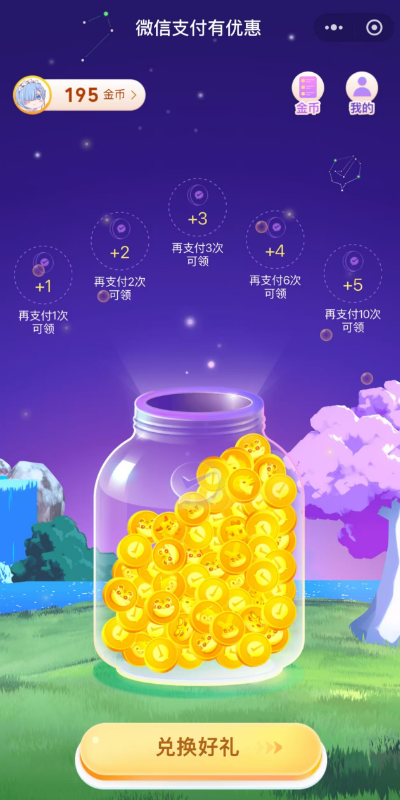 微信支付有优惠
195 金币
金币
我的
+3
再支付3次
可领
+2
再支付2次
可领
+4
再支付6次
可领
+1
再支付1次
可领
+5
再支付10次
可领
兑换好礼